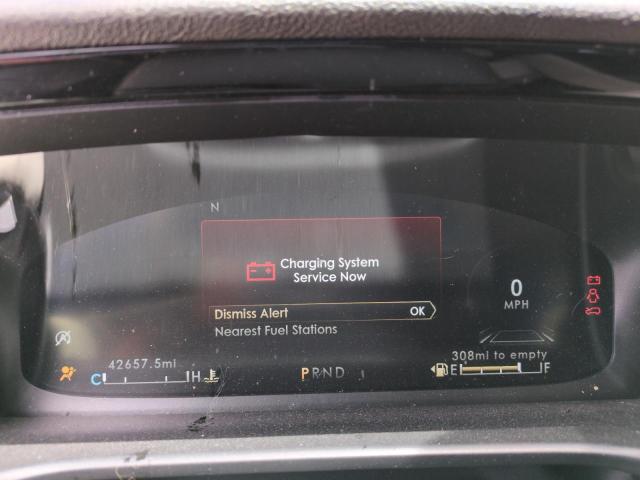 N
Charging System
Service Now
Dismiss Alert OK
Nearest Fuel Stations
0
MPH
42657.5mi
C H
PRND
308mi to empty
E F